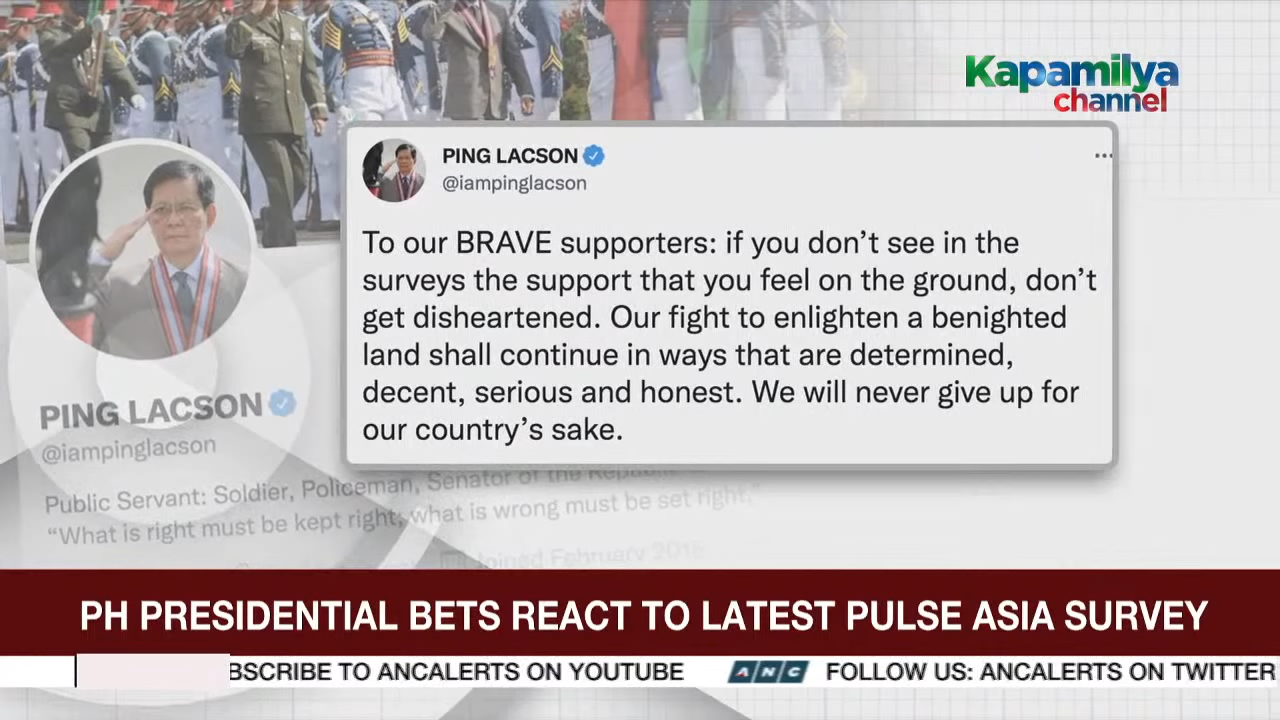 Kapamilya
channel
PING LACSON
@iampinglacson
To our BRAVE supporters: if you don't see in the
surveys the support that you feel on the ground, don't
get disheartened. Our fight to enlighten a benighted
land shall continue in ways that are determined,
decent, serious and honest. We will never give up for
our country's sake.
PING LACSON
@iampinglacson
Public Servant: Soldier, Policeman, Senator of the
"What is right must be kept right; what is wrong must be set right."
Joined February
PH PRESIDENTIAL BETS REACT TO LATEST PULSE ASIA SURVEY
BSCRIBE TO ANCALERTS ON YOUTUBE ANC FOLLOW US: ANCALERTS ON TWITTER